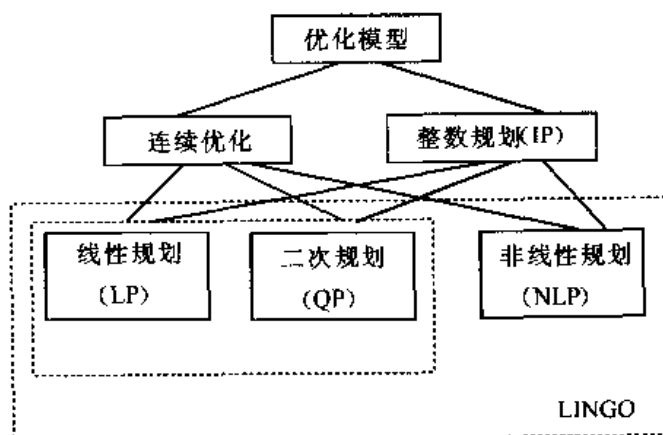 优化模型
连续优化
整数规划(IP)
线性规划
(LP)
二次规划
(QP)
非线性规划
(NLP)
LINGO